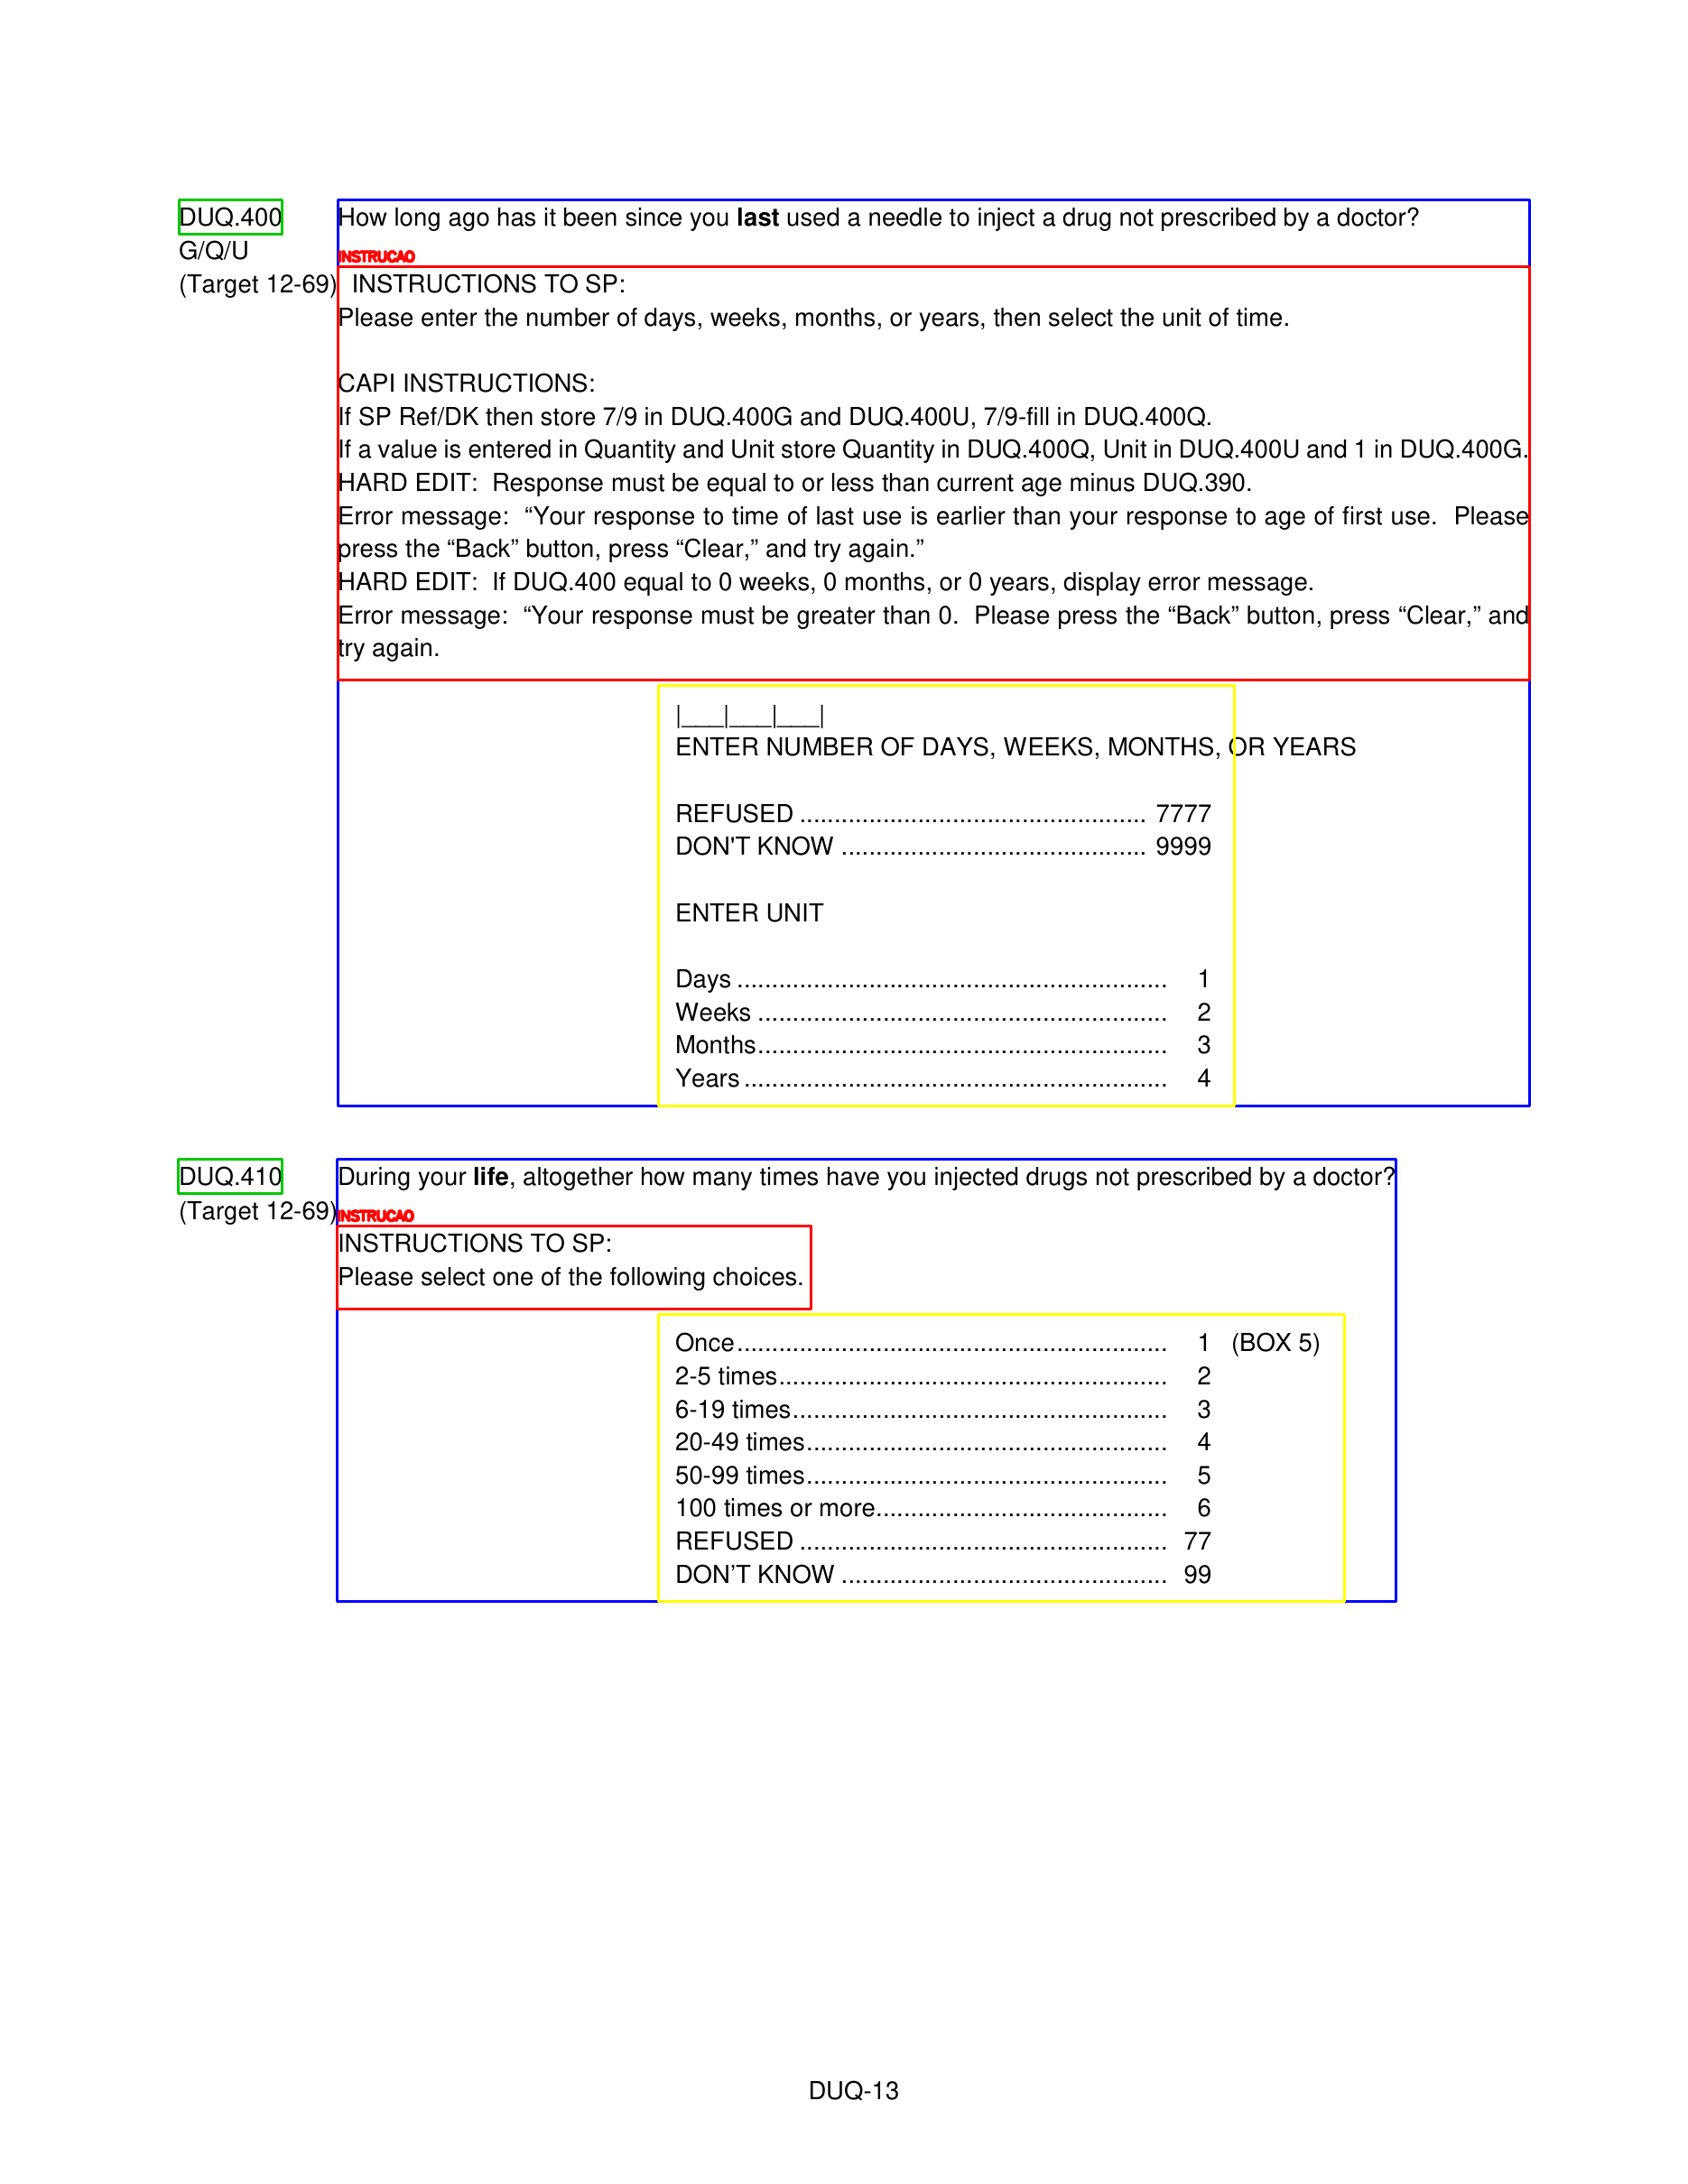 DUQ.400 How long ago has it been since you last used a needle to inject a drug not prescribed by a doctor?
G/Q/U INSTRUCAO
(Target 12-69) INSTRUCTIONS TO SP:
Please enter the number of days, weeks, months, or years, then select the unit of time.
CAPI INSTRUCTIONS:
If SP Ref/DK then store 7/9 in DUQ.400G and DUQ.400U, 7/9-fill in DUQ.400Q.
If a value is entered in Quantity and Unit store Quantity in DUQ.400Q, Unit in DUQ.400U and 1 in DUQ.400G.
HARD EDIT: Response must be equal to or less than current age minus DUQ.390.
Error message: “Your response to time of last use is earlier than your response to age of first use. Please
press the “Back” button, press “Clear,” and try again.”
HARD EDIT: If DUQ.400 equal to 0 weeks, 0 months, or 0 years, display error message.
Error message: “Your response must be greater than 0. Please press the “Back” button, press “Clear,” and
try again.
|___|___|___|
ENTER NUMBER OF DAYS, WEEKS, MONTHS, OR YEARS
REFUSED .................................................. 7777
DON'T KNOW ............................................ 9999
ENTER UNIT
Days .............................................................. 1
Weeks ........................................................... 2
Months........................................................... 3
Years ............................................................. 4
DUQ.410 During your life, altogether how many times have you injected drugs not prescribed by a doctor?
(Target 12-69) INSTRUCAO
INSTRUCTIONS TO SP:
Please select one of the following choices.
Once .............................................................. 1 (BOX 5)
2-5 times........................................................ 2
6-19 times...................................................... 3
20-49 times.................................................... 4
50-99 times.................................................... 5
100 times or more.......................................... 6
REFUSED ..................................................... 77
DON’T KNOW ............................................... 99
DUQ-13